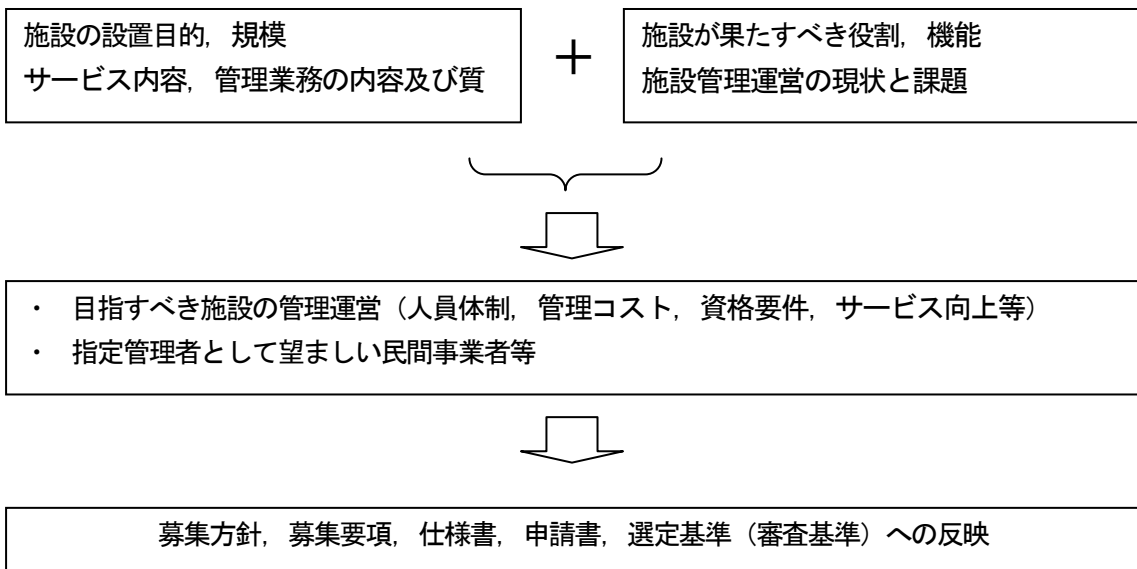 施設の設置目的，規模
サービス内容，管理業務の内容及び質
＋
施設が果たすべき役割，機能
施設管理運営の現状と課題
・ 目指すべき施設の管理運営（人員体制，管理コスト，資格要件，サービス向上等）
・ 指定管理者として望ましい民間事業者等
募集方針，募集要項，仕様書，申請書，選定基準（審査基準）への反映